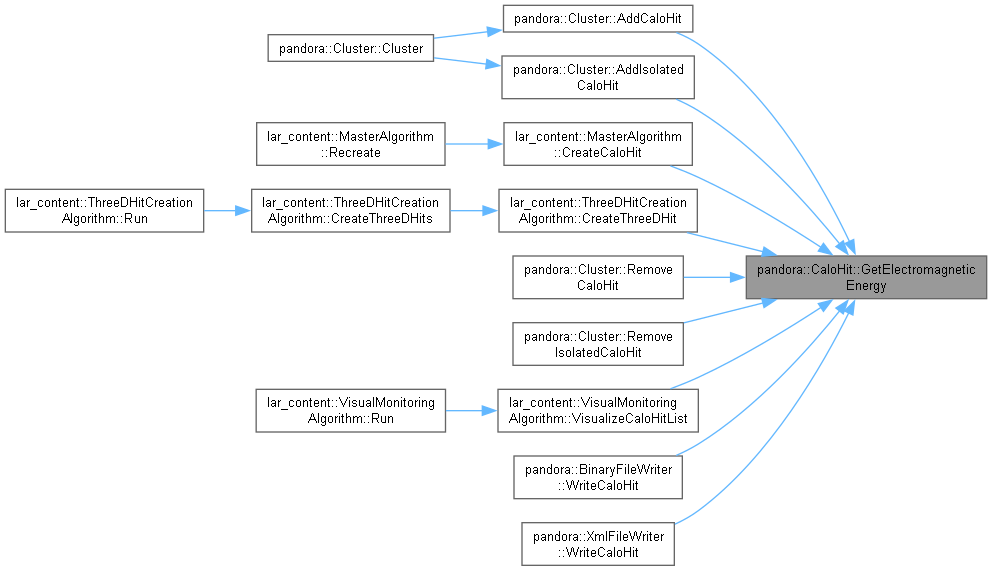 pandora::Cluster::AddCaloHit
pandora::Cluster::Cluster
pandora::Cluster::AddIsolated
CaloHit
lar_content::MasterAlgorithm
::Recreate
lar_content::MasterAlgorithm
::CreateCaloHit
lar_content::ThreeDHitCreation
Algorithm::Run
lar_content::ThreeDHitCreation
Algorithm::CreateThreeDHits
lar_content::ThreeDHitCreation
Algorithm::CreateThreeDHit
pandora::CaloHit::GetElectromagnetic
Energy
pandora::Cluster::Remove
CaloHit
pandora::Cluster::Remove
IsolatedCaloHit
lar_content::VisualMonitoring
Algorithm::Run
lar_content::VisualMonitoring
Algorithm::VisualizeCaloHitList
pandora::BinaryFileWriter
::WriteCaloHit
pandora::XmlFileWriter
::WriteCaloHit